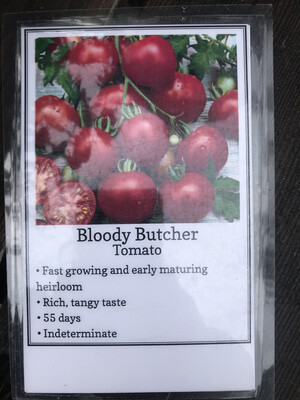 Bloody Butcher
Tomato
• Fast growing and early maturing
heirloom
• Rich, tangy taste
• 55 days
• Indeterminate